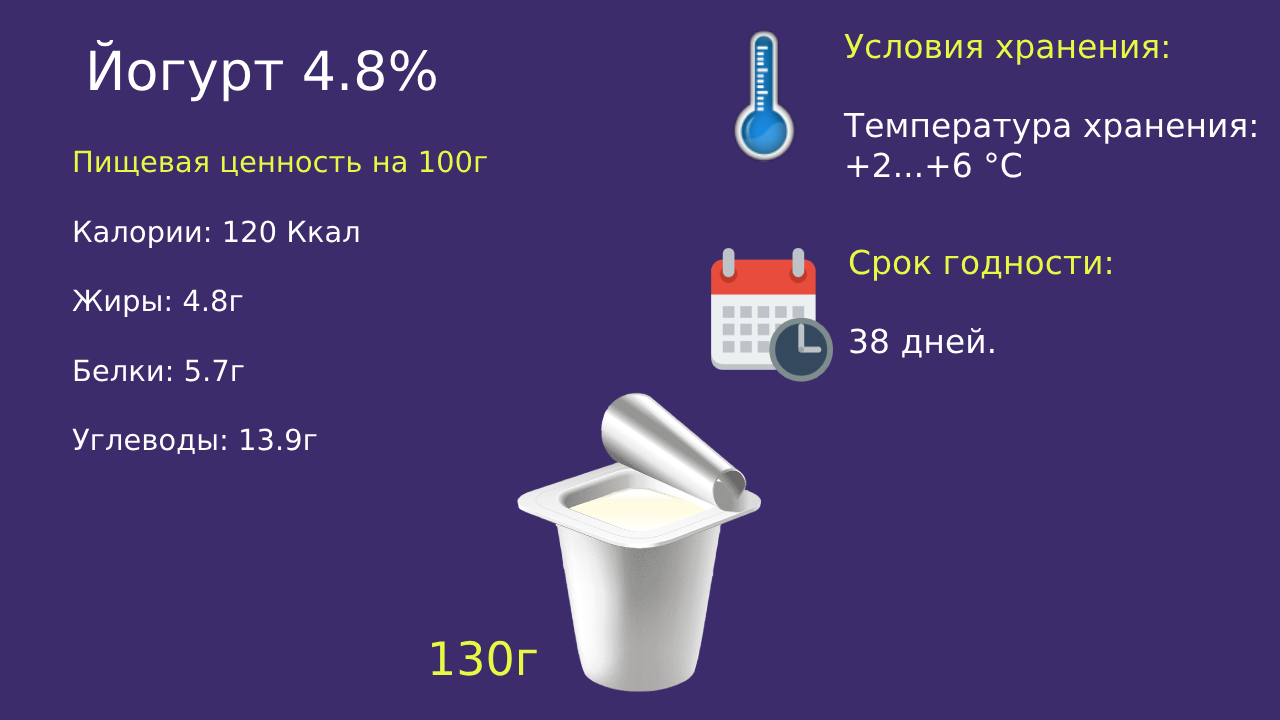 Йогурт 4.8%
Пищевая ценность на 100г
Калории: 120 Ккал
Жиры: 4.8г
Белки: 5.7г
Углеводы: 13.9г
Условия хранения:
Температура хранения:
+2...+6 °C
Срок годности:
38 дней.
130г